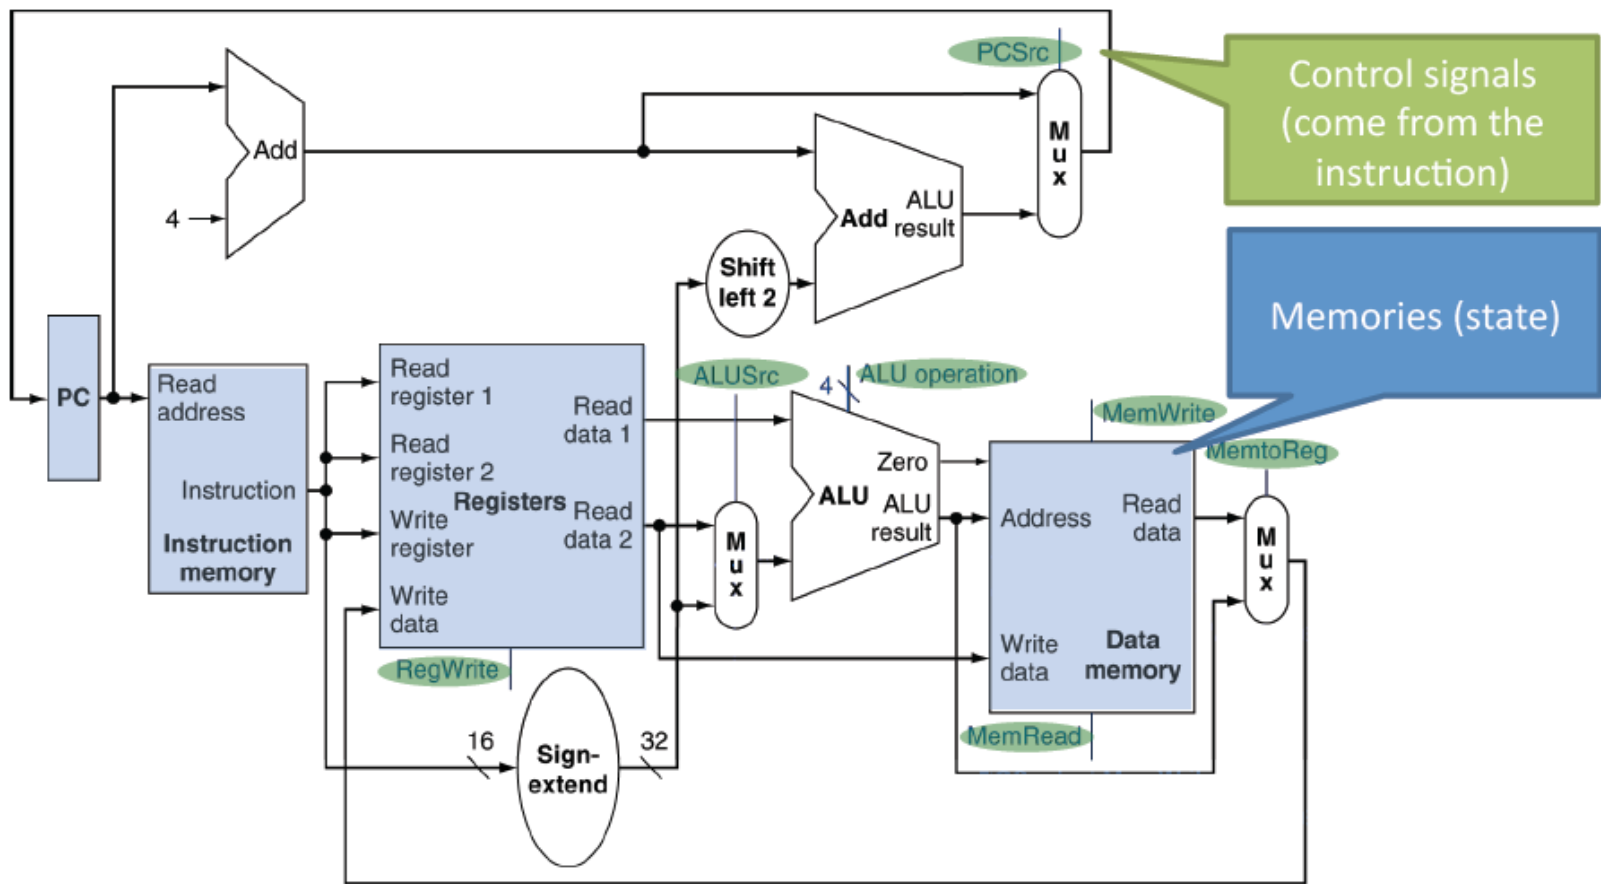 PCSrc
Control signals
(come from the
instruction)
Add
4
M
u
x
Add
ALU
result
Shift
left 2
Memories (state)
PC
Read
address
Instruction
Instruction
memory
Read
register 1
Read
register 2
Write
register
Write
data
Registers
Read
data 1
Read
data 2
RegWrite
ALUSrc
M
u
x
4
ALU operation
Zero
ALU
ALU
result
MemWrite
MemtoReg
Address
Read
data
Write
data
Data
memory
MemRead
M
u
x
16
Sign-
extend
32